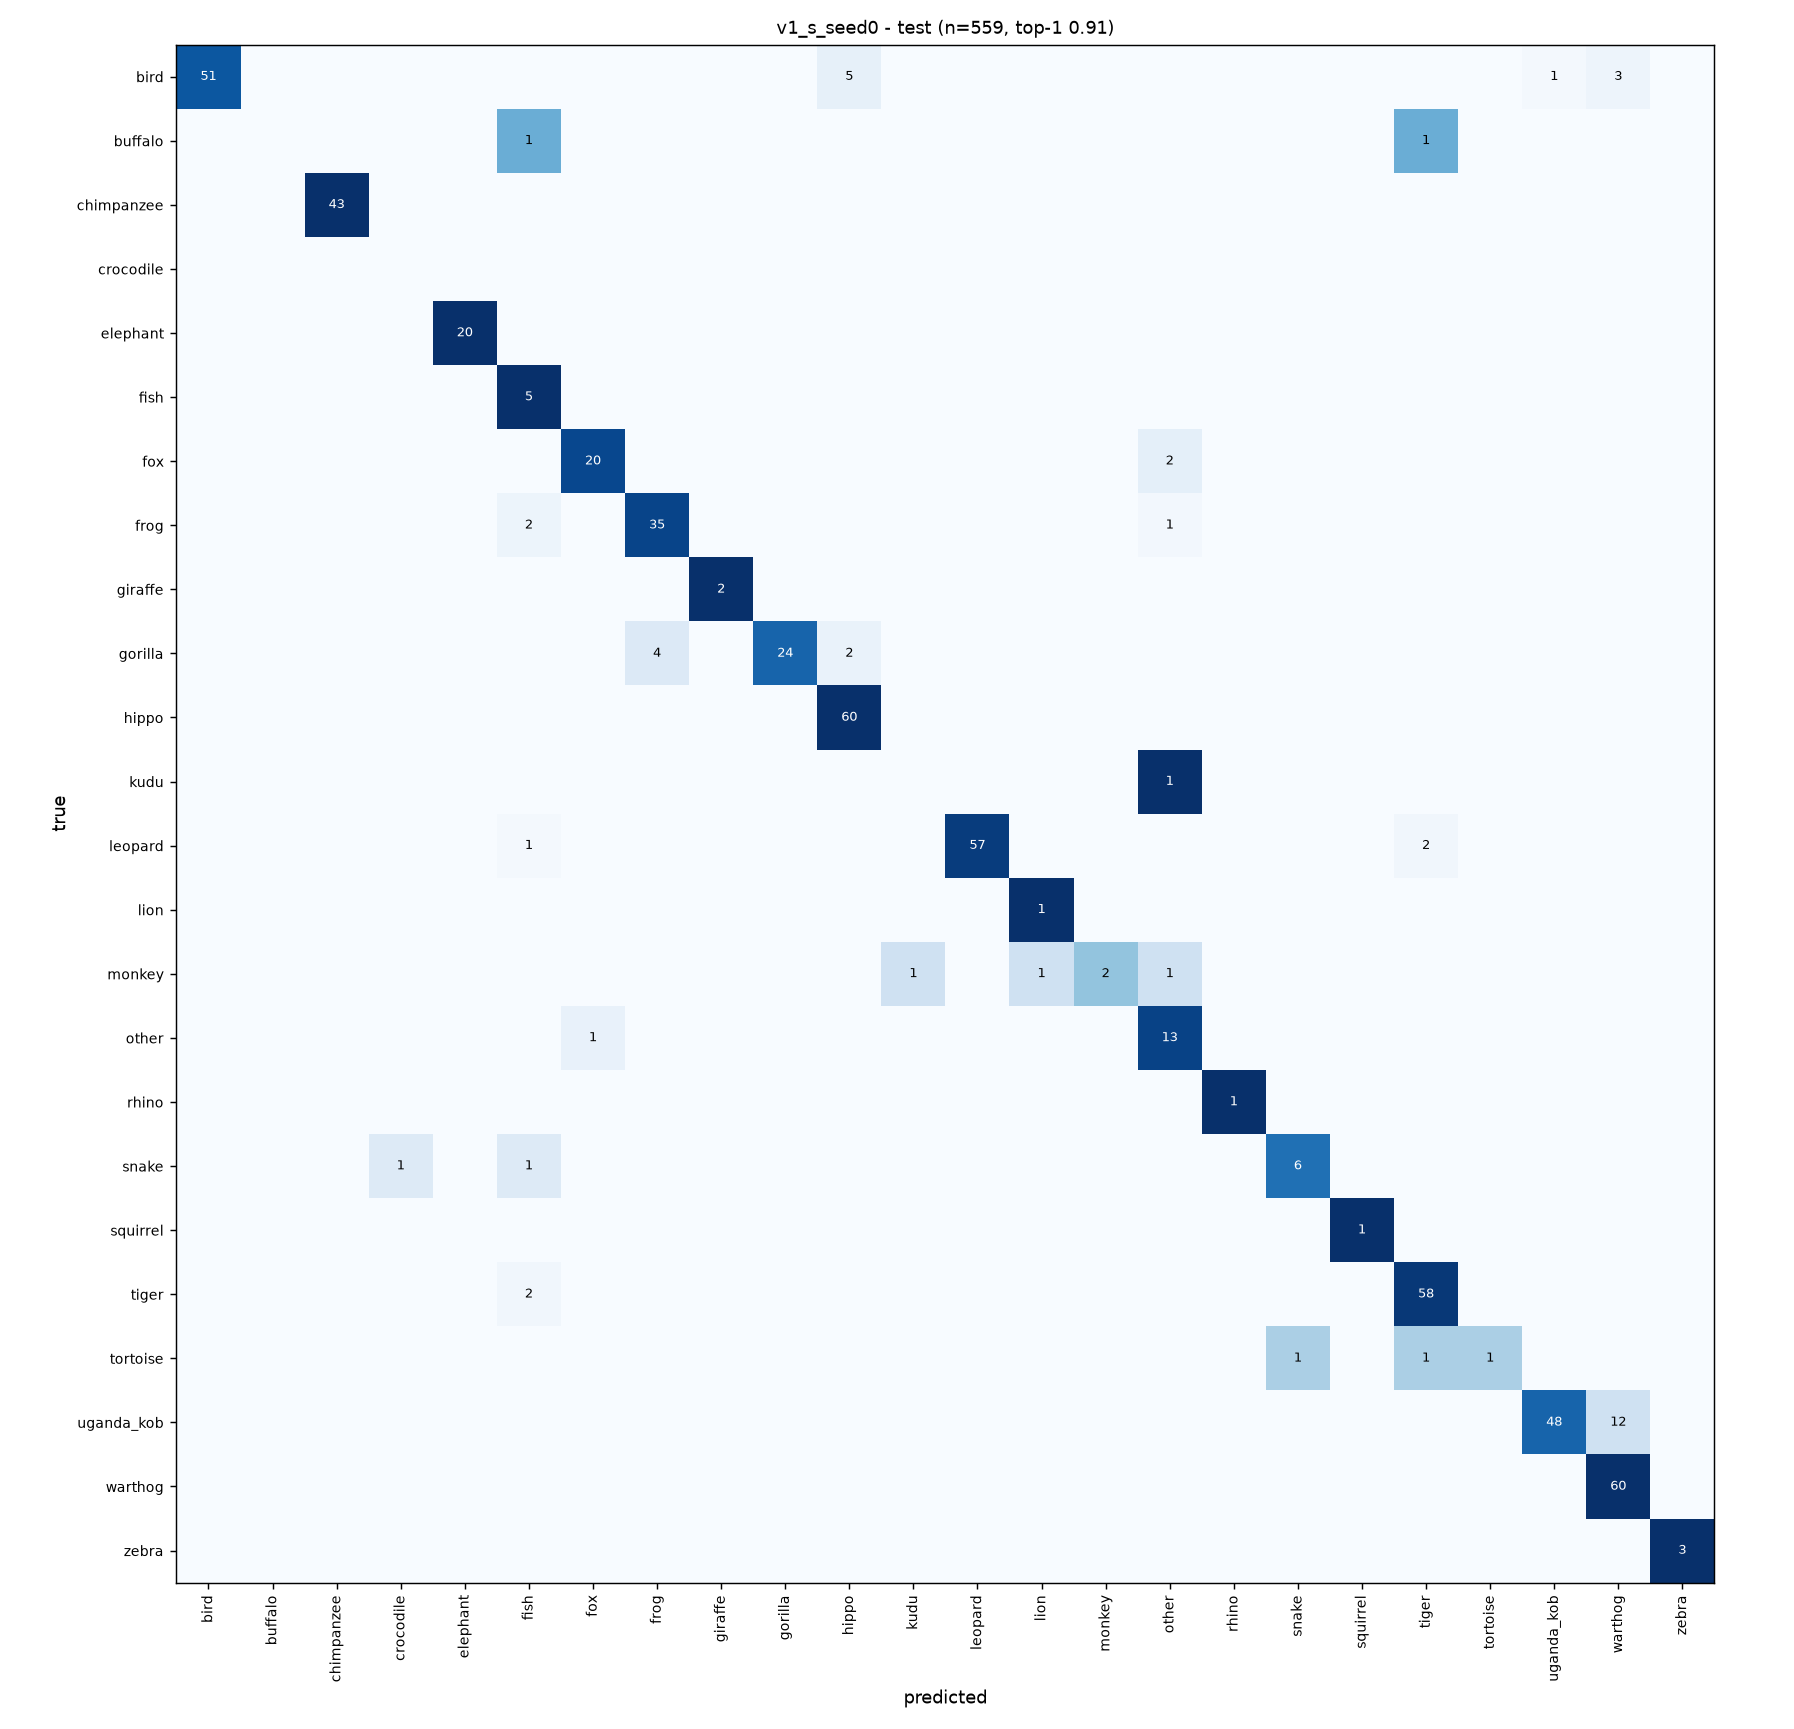 v1_s_seed0 - test (n=559, top-1 0.91)
bird 51 5 1 3
buffalo 1 1
chimpanzee 43
crocodile
elephant 20
fish 5
fox 20 2
frog 2 35 1
giraffe 2
gorilla 4 24 2
hippo 60
kudu 1
true
leopard 1 57 2
lion 1
monkey 1 1 2 1
other 1 13
rhino 1
snake 1 1 6
squirrel 1
tiger 2 58
tortoise 1 1 1
uganda_kob 48 12
warthog 60
zebra 3
bird buffalo chimpanzee crocodile elephant fish fox frog giraffe gorilla hippo kudu leopard lion monkey other rhino snake squirrel tiger tortoise uganda_kob warthog zebra
predicted